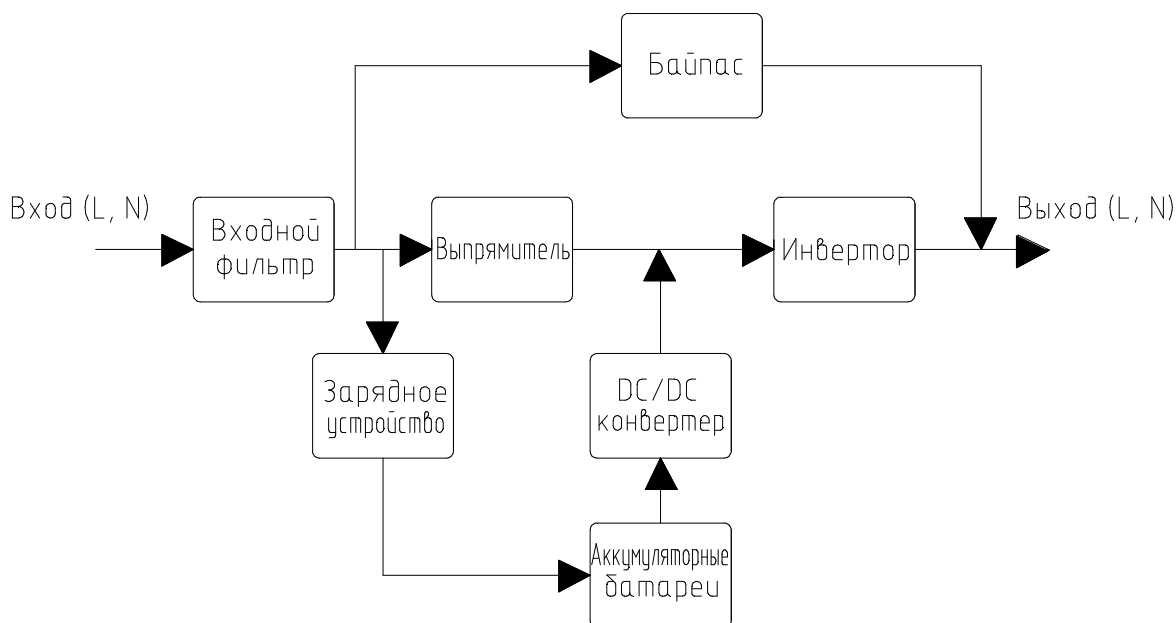 Байпас
Вход (L, N)
Выход (L, N)
Входной
фильтр
Выпрямитель
Инвертор
Зарядное
устройство
DC/DC
конвертер
Аккумуляторные
батареи